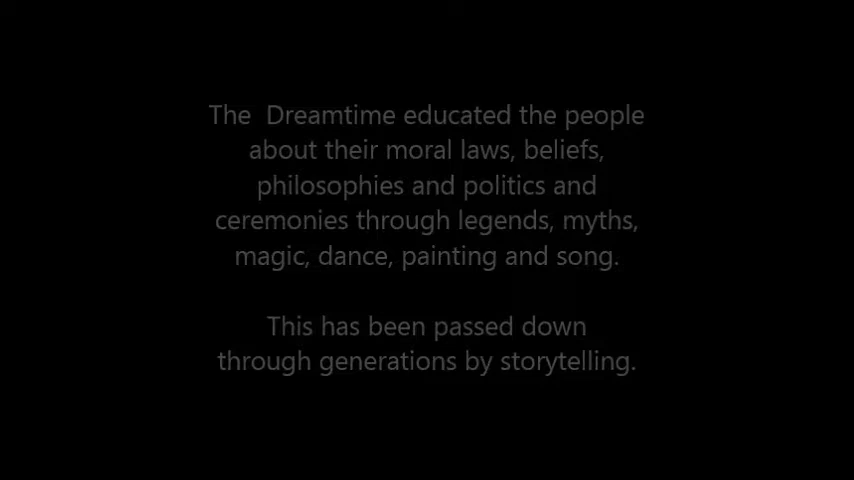 The  Dreamtime educated the people
about their moral laws, beliefs,
philosophies and politics and
ceremonies through legends, myths,
magic, dance, painting and song.
This has been passed down
through generations by storytelling.